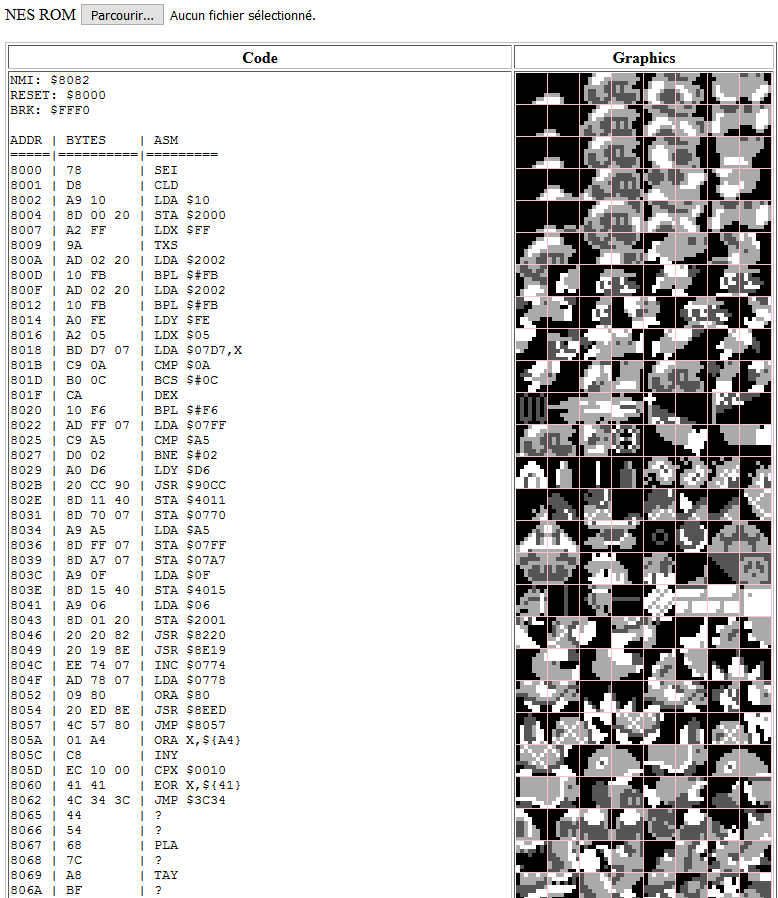 NES ROM Parcourir... Aucun fichier sélectionné.
Code Graphics
NMI: $8082
RESET: $8000
BRK: $FFF0
ADDR | BYTES | ASM
=====|==========|=========
8000 | 78 | SEI
8001 | D8 | CLD
8002 | A9 10 | LDA $10
8004 | 8D 00 20 | STA $2000
8007 | A2 FF | LDX $FF
8009 | 9A | TXS
800A | AD 02 20 | LDA $2002
800D | 10 FB | BPL $#FB
800F | AD 02 20 | LDA $2002
8012 | 10 FB | BPL $#FB
8014 | A0 FE | LDY $FE
8016 | A2 05 | LDX $05
8018 | BD D7 07 | LDA $07D7,X
801B | C9 0A | CMP $0A
801D | B0 0C | BCS $#0C
801F | CA | DEX
8020 | 10 F6 | BPL $#F6
8022 | AD FF 07 | LDA $07FF
8025 | C9 A5 | CMP $A5
8027 | D0 02 | BNE $#02
8029 | A0 D6 | LDY $D6
802B | 20 CC 90 | JSR $90CC
802E | 8D 11 40 | STA $4011
8031 | 8D 70 07 | STA $0770
8034 | A9 A5 | LDA $A5
8036 | 8D FF 07 | STA $07FF
8039 | 8D A7 07 | STA $07A7
803C | A9 0F | LDA $0F
803E | 8D 15 40 | STA $4015
8041 | A9 06 | LDA $06
8043 | 8D 01 20 | STA $2001
8046 | 20 20 82 | JSR $8220
8049 | 20 19 8E | JSR $8E19
804C | EE 74 07 | INC $0774
804F | AD 78 07 | LDA $0778
8052 | 09 80 | ORA $80
8054 | 20 ED 8E | JSR $8EED
8057 | 4C 57 80 | JMP $8057
805A | 01 A4 | ORA X,${A4}
805C | C8 | INY
805D | EC 10 00 | CPX $0010
8060 | 41 41 | EOR X,${41}
8062 | 4C 34 3C | JMP $3C34
8065 | 44 | ?
8066 | 54 | ?
8067 | 68 | PLA
8068 | 7C | ?
8069 | A8 | TAY
806A | BF | ?